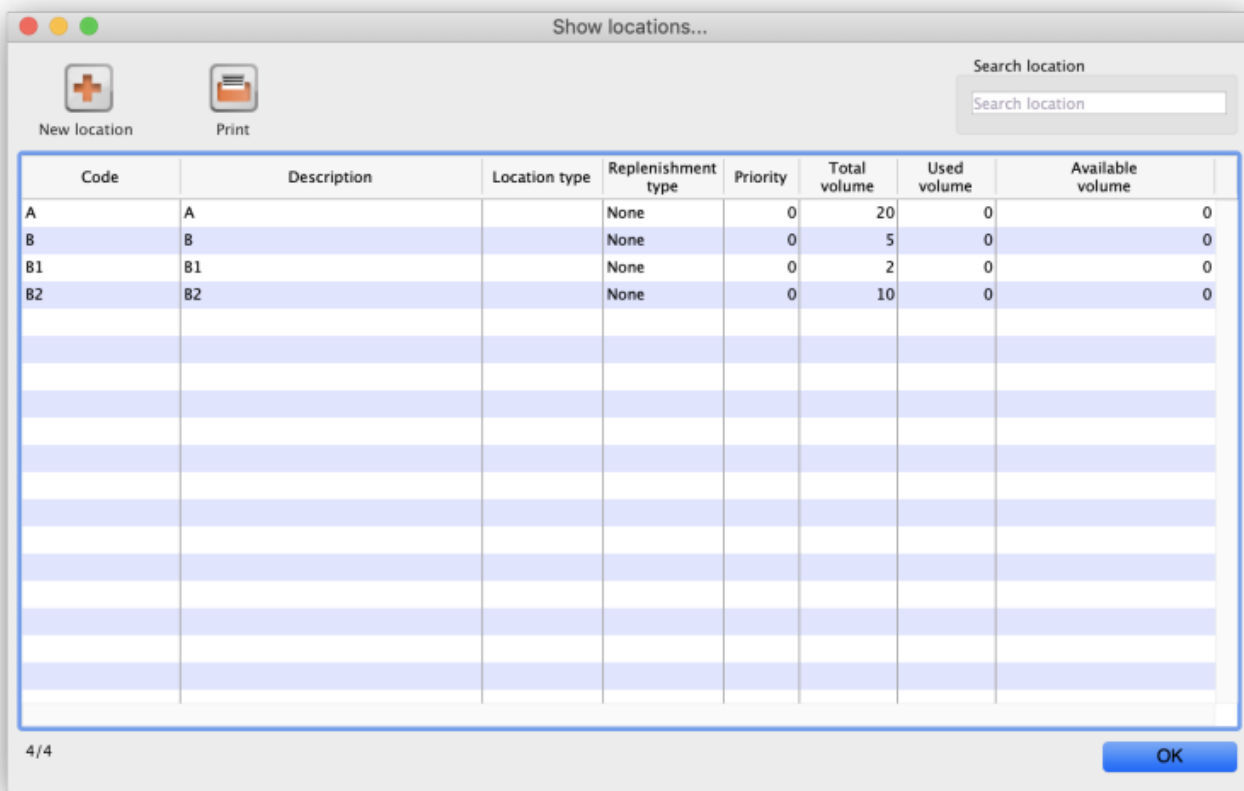 Show locations...
Search location
Search location
New location
Print
Code Description Location type Replenishment type Priority Total volume Used volume Available volume
A A None 0 20 0 0
B B None 0 5 0 0
B1 B1 None 0 2 0 0
B2 B2 None 0 10 0 0
4/4
OK